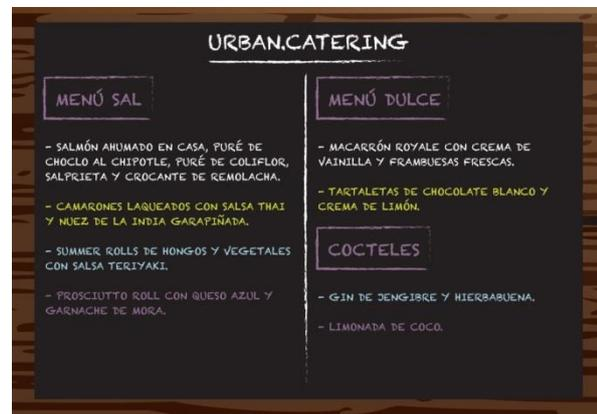 URBAN.CATERING
MENÚ SAL
- SALMÓN AHUMADO EN CASA, PURÉ DE
CHOCLO AL CHIPOTLE, PURÉ DE COLIFLOR,
SALPRIETA Y CROCANTE DE REMOLACHA.
- CAMARONES LAQUEADOS CON SALSA THAI
Y NUEZ DE LA INDIA GARAPIÑADA.
- SUMMER ROLLS DE HONGOS Y VEGETALES
CON SALSA TERIYAKI.
- PROSCIUTTO ROLL CON QUESO AZUL Y
GARNACHE DE MORA.
MENÚ DULCE
- MACARRÓN ROYALE CON CREMA DE
VAINILLA Y FRAMBUESAS FRESCAS.
- TARTALETAS DE CHOCOLATE BLANCO Y
CREMA DE LIMÓN.
COCTELES
- GIN DE JENGIBRE Y HIERBABUENA.
- LIMONADA DE COCO.